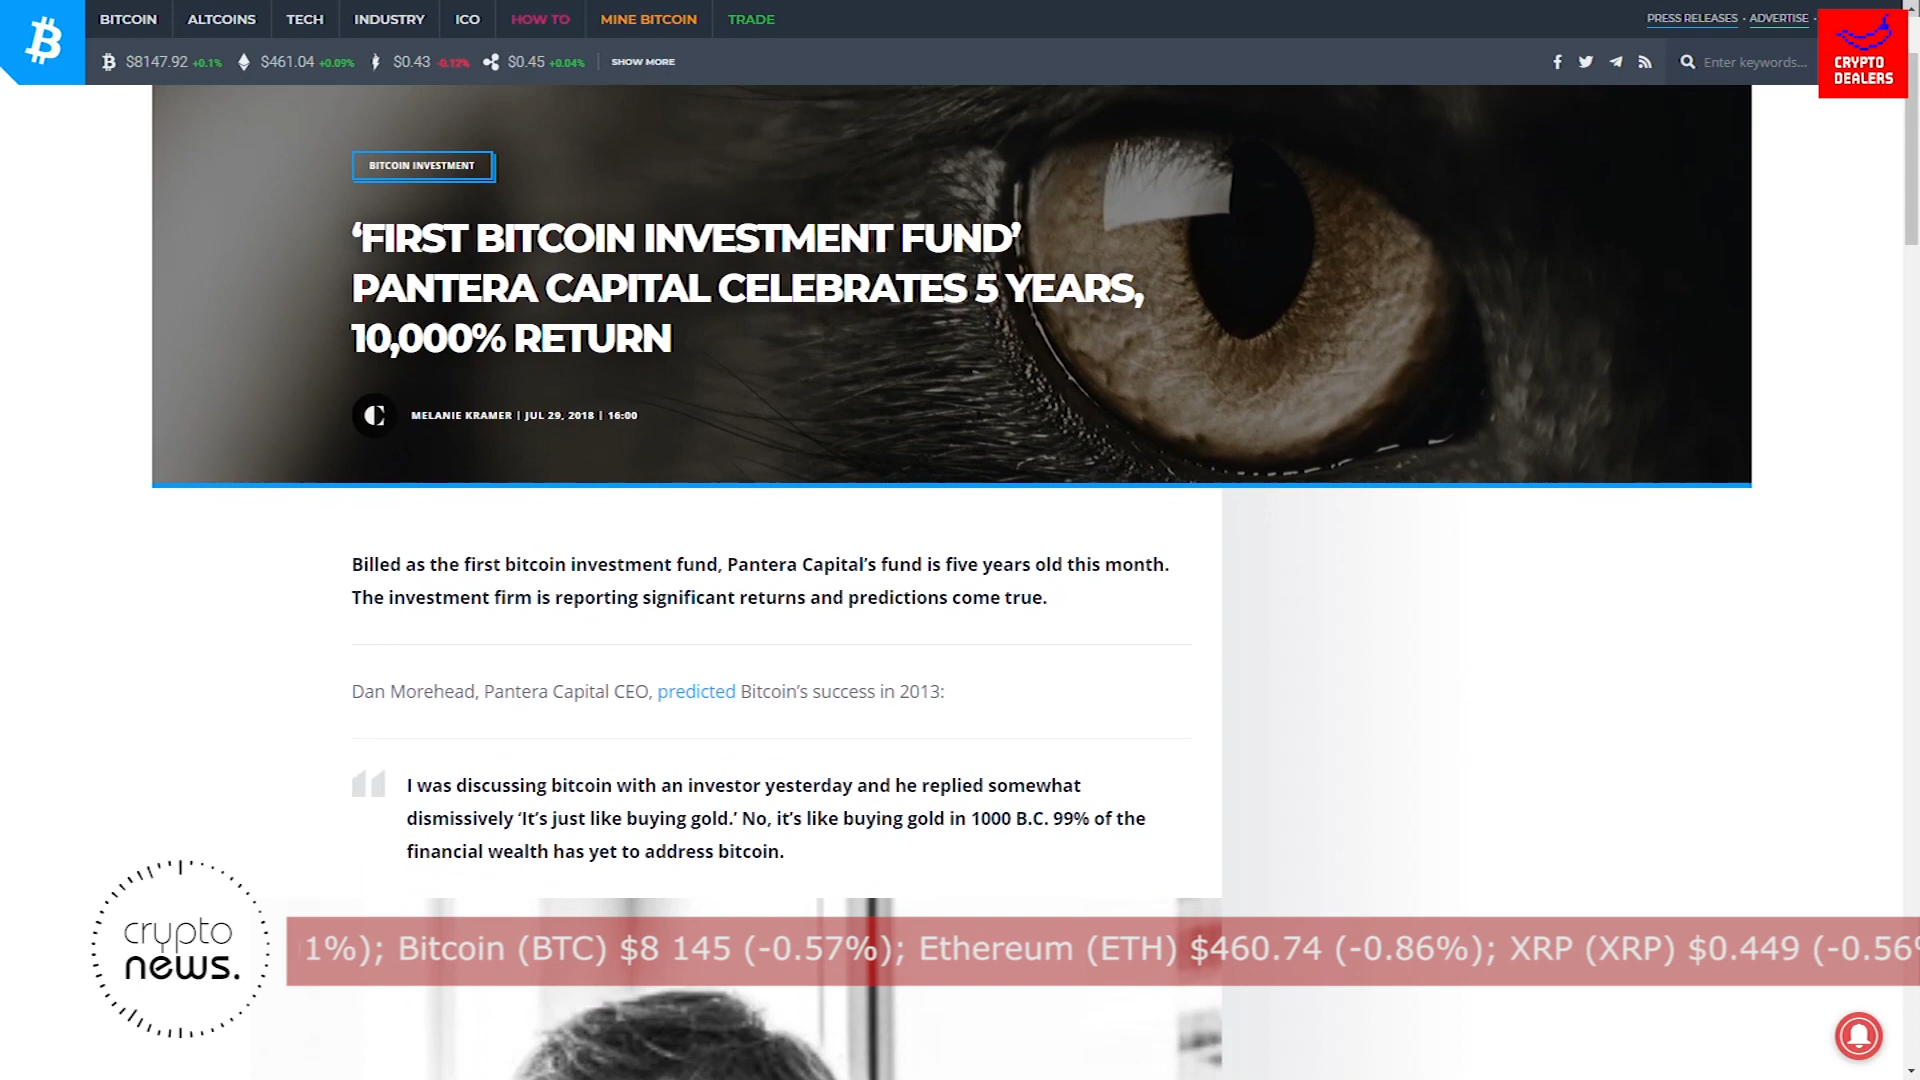 BITCOIN ALTCOINS TECH INDUSTRY ICO HOW TO MINE BITCOIN TRADE
PRESS RELEASES · ADVERTISE ·
$8147.92 +0.1% $461.04 +0.09% $0.43 -0.12% $0.45 +0.04% SHOW MORE
Enter keywords...
CRYPTO
DEALERS
BITCOIN INVESTMENT
‘FIRST BITCOIN INVESTMENT FUND’
PANTERA CAPITAL CELEBRATES 5 YEARS,
10,000% RETURN
MELANIE KRAMER | JUL 29, 2018 | 16:00
Billed as the first bitcoin investment fund, Pantera Capital’s fund is five years old this month.
The investment firm is reporting significant returns and predictions come true.
Dan Morehead, Pantera Capital CEO, predicted Bitcoin’s success in 2013:
I was discussing bitcoin with an investor yesterday and he replied somewhat
dismissively ‘It’s just like buying gold.’ No, it’s like buying gold in 1000 B.C. 99% of the
financial wealth has yet to address bitcoin.
crypto
news.
1%); Bitcoin (BTC) $8 145 (-0.57%); Ethereum (ETH) $460.74 (-0.86%); XRP (XRP) $0.449 (-0.56%